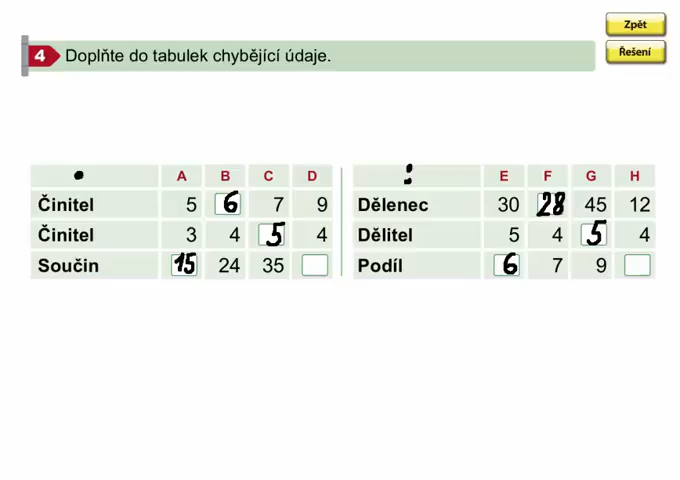 Zpět
4 Doplňte do tabulek chybějící údaje.
Řešení
• A B C D : E F G H
Činitel 5 6 7 9 Dělenec 30 28 45 12
Činitel 3 4 5 4 Dělitel 5 4 5 4
Součin 15 24 35 Podíl 6 7 9